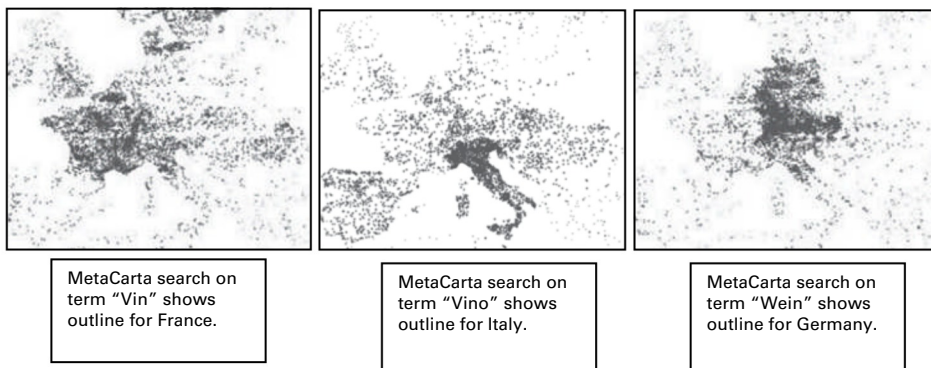 MetaCarta search on
term “Vin” shows
outline for France.
MetaCarta search on
term “Vino” shows
outline for Italy.
MetaCarta search on
term “Wein” shows
outline for Germany.